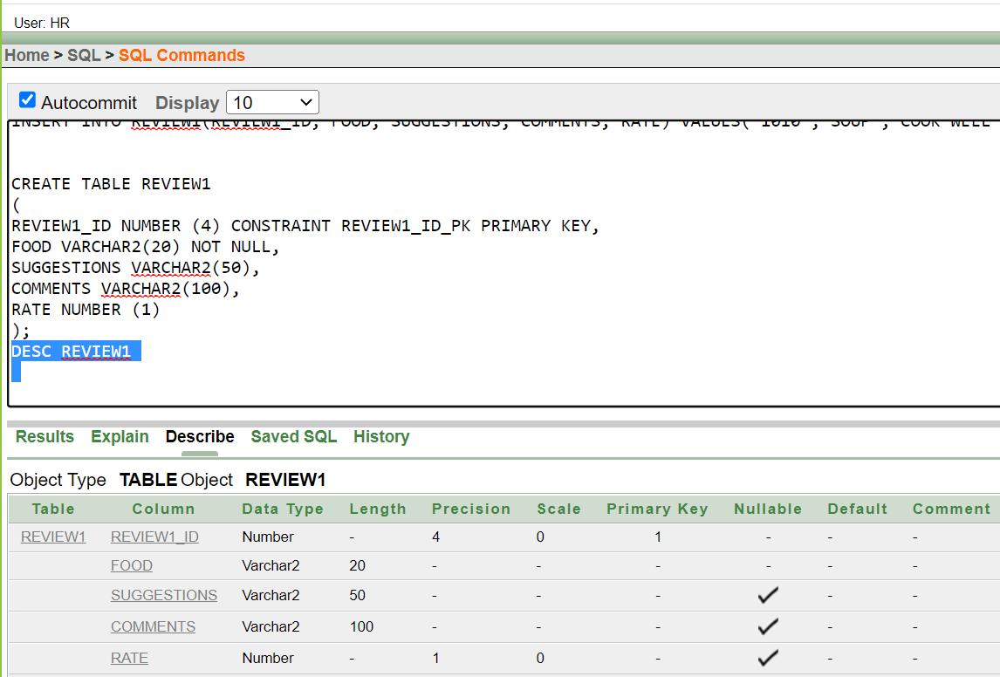 User: HR
Home > SQL > SQL Commands
Autocommit Display 10
INSERT INTO REVIEW1(REVIEW1_ID, FOOD, SUGGESTIONS, COMMENTS, RATE) VALUES( 1010 , SOUP , COOK WELL
CREATE TABLE REVIEW1
(
REVIEW1_ID NUMBER (4) CONSTRAINT REVIEW1_ID_PK PRIMARY KEY,
FOOD VARCHAR2(20) NOT NULL,
SUGGESTIONS VARCHAR2(50),
COMMENTS VARCHAR2(100),
RATE NUMBER (1)
);
DESC REVIEW1
Results Explain Describe Saved SQL History
Object Type TABLE Object REVIEW1
Table Column Data Type Length Precision Scale Primary Key Nullable Default Comment
REVIEW1 REVIEW1_ID Number - 4 0 1 - - -
FOOD Varchar2 20 - - - - - -
SUGGESTIONS Varchar2 50 - - - ✓ - -
COMMENTS Varchar2 100 - - - ✓ - -
RATE Number - 1 0 - ✓ - -